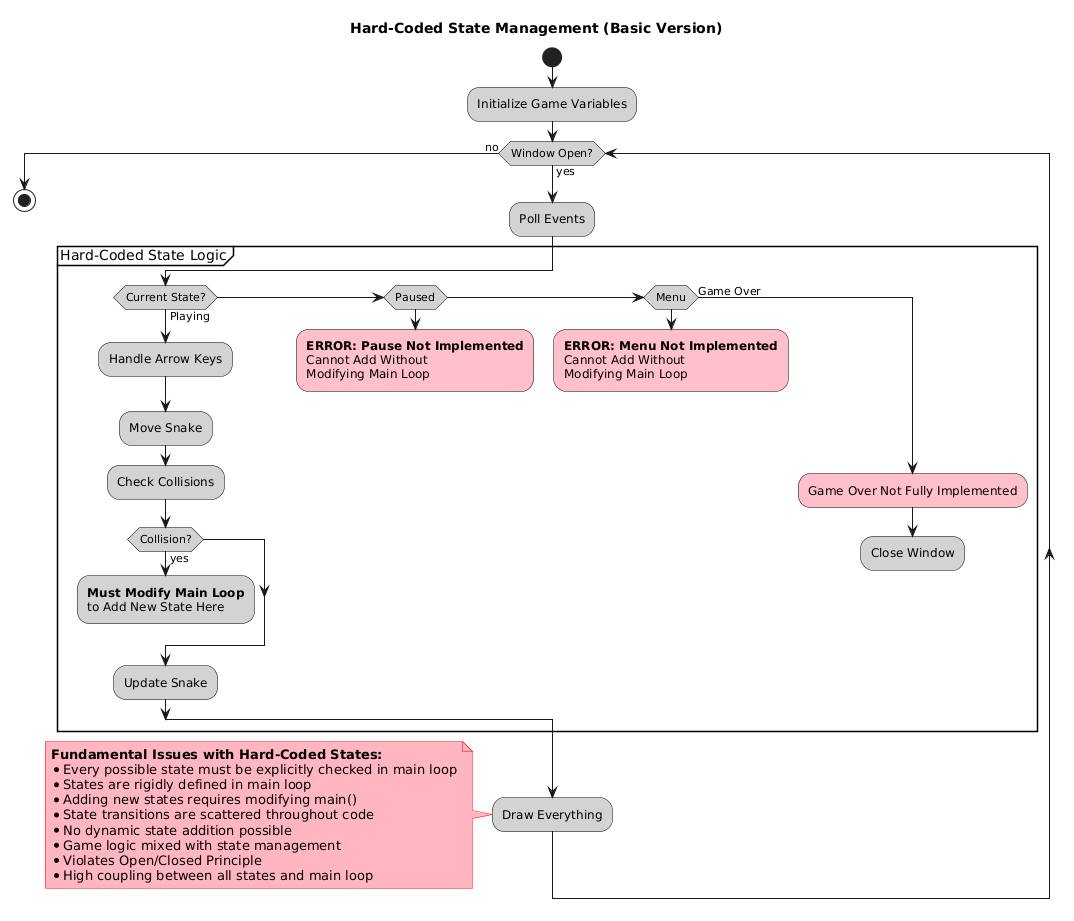 Hard-Coded State Management (Basic Version)
Initialize Game Variables
no
Window Open?
yes
Poll Events
Hard-Coded State Logic
Current State?
Playing
Paused
Menu
Game Over
Handle Arrow Keys
ERROR: Pause Not Implemented
Cannot Add Without
Modifying Main Loop
ERROR: Menu Not Implemented
Cannot Add Without
Modifying Main Loop
Move Snake
Check Collisions
Game Over Not Fully Implemented
Collision?
yes
Close Window
Must Modify Main Loop
to Add New State Here
Update Snake
Fundamental Issues with Hard-Coded States:
• Every possible state must be explicitly checked in main loop
• States are rigidly defined in main loop
• Adding new states requires modifying main()
• State transitions are scattered throughout code
• No dynamic state addition possible
• Game logic mixed with state management
• Violates Open/Closed Principle
• High coupling between all states and main loop
Draw Everything